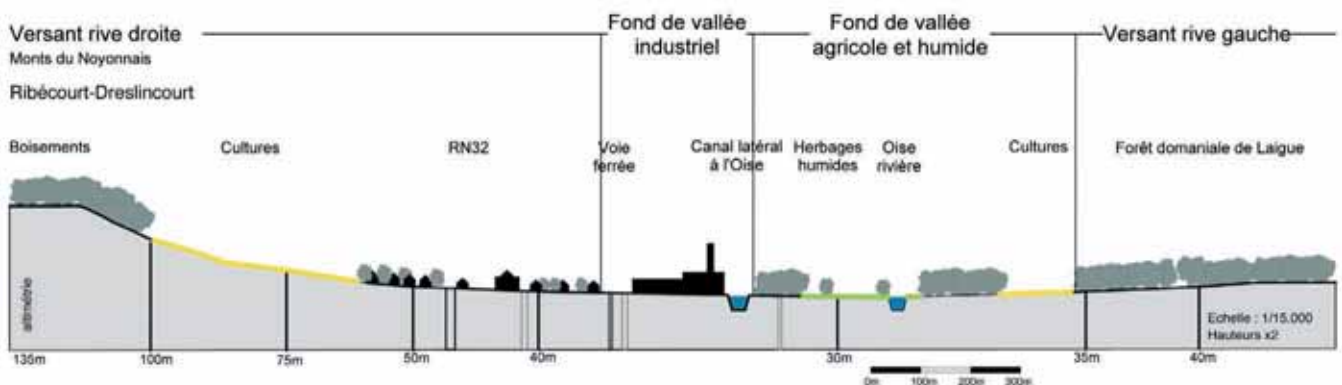 Versant rive droite
Monts du Noyonnais
Ribécourt-Dreslincourt
Fond de vallée
industriel
Fond de vallée
agricole et humide
Versant rive gauche
Boisements
Cultures
RN32
Voie
ferrée
Canal latéral
à l'Oise
Herbages
humides
Oise
rivière
Cultures
Forêt domaniale de Laigue
altimétrie
Echelle : 1/15.000
Hauteurs x2
135m
100m
75m
50m
40m
30m
35m
40m
0m 100m 200m 300m